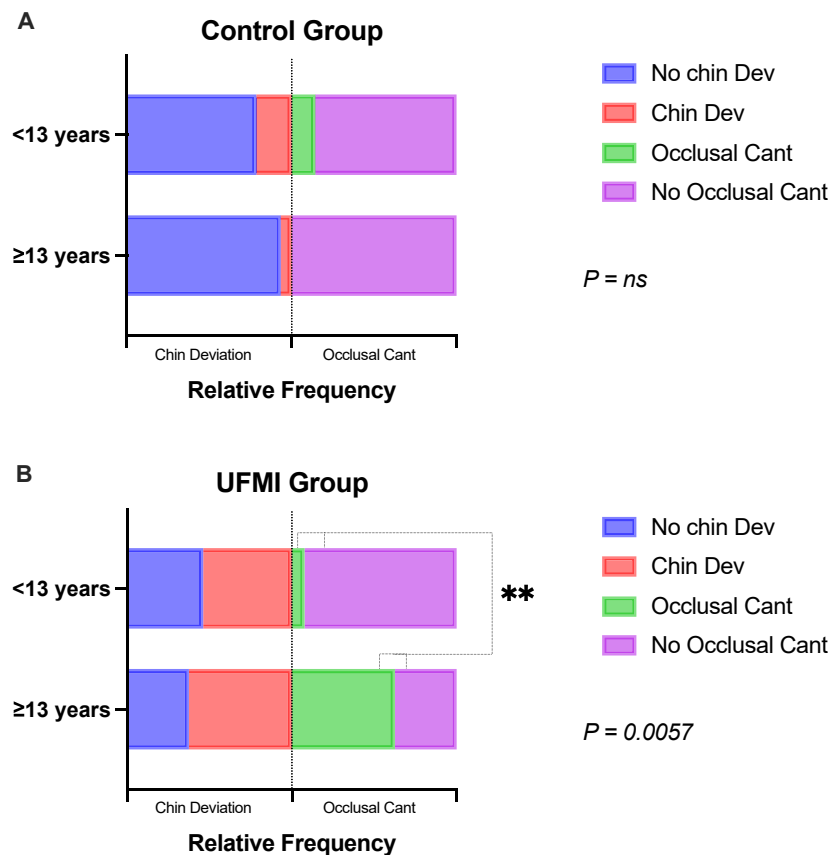 A
Control Group
No chin Dev
Chin Dev
Occlusal Cant
No Occlusal Cant
<13 years
≥13 years
P = ns
Chin Deviation
Occlusal Cant
Relative Frequency
B
UFMI Group
No chin Dev
Chin Dev
Occlusal Cant
No Occlusal Cant
<13 years
**
≥13 years
P = 0.0057
Chin Deviation
Occlusal Cant
Relative Frequency